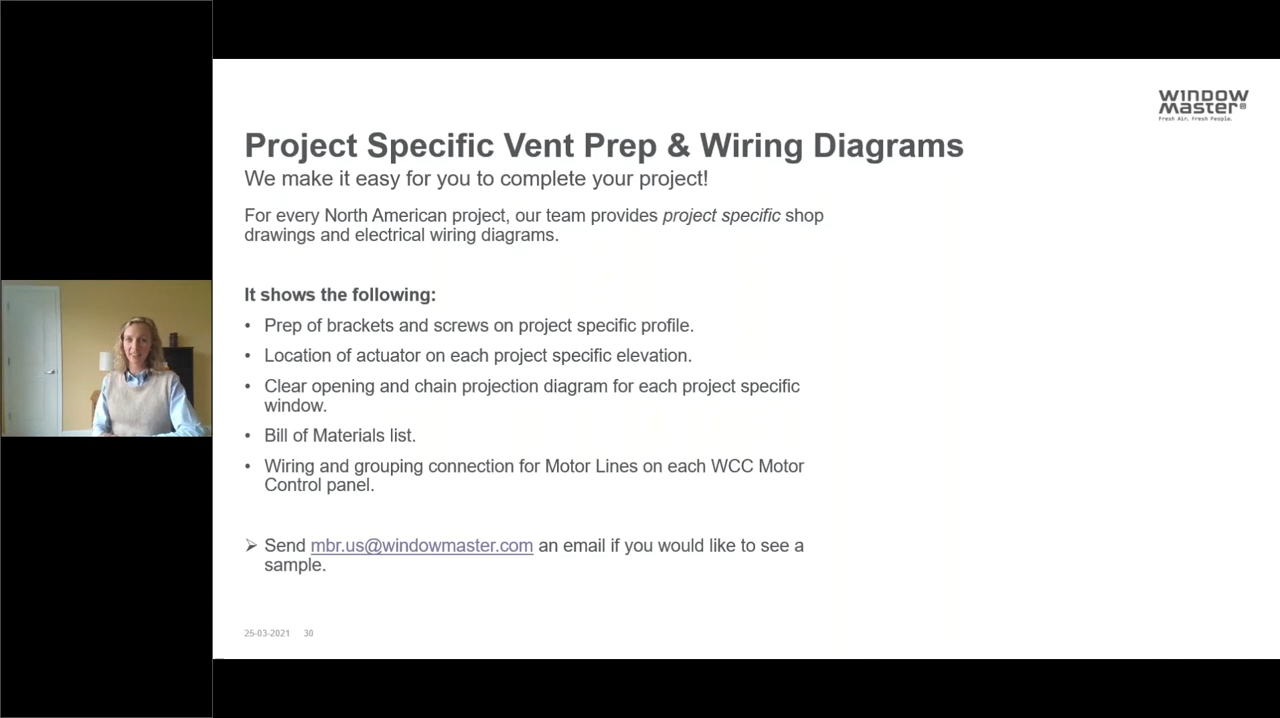 WINDOW
MASTER®
Fresh Air. Fresh People.
Project Specific Vent Prep & Wiring Diagrams
We make it easy for you to complete your project!
For every North American project, our team provides project specific shop
drawings and electrical wiring diagrams.
It shows the following:
• Prep of brackets and screws on project specific profile.
• Location of actuator on each project specific elevation.
• Clear opening and chain projection diagram for each project specific
window.
• Bill of Materials list.
• Wiring and grouping connection for Motor Lines on each WCC Motor
Control panel.
➢ Send mbr.us@windowmaster.com an email if you would like to see a
sample.
25-03-2021 30